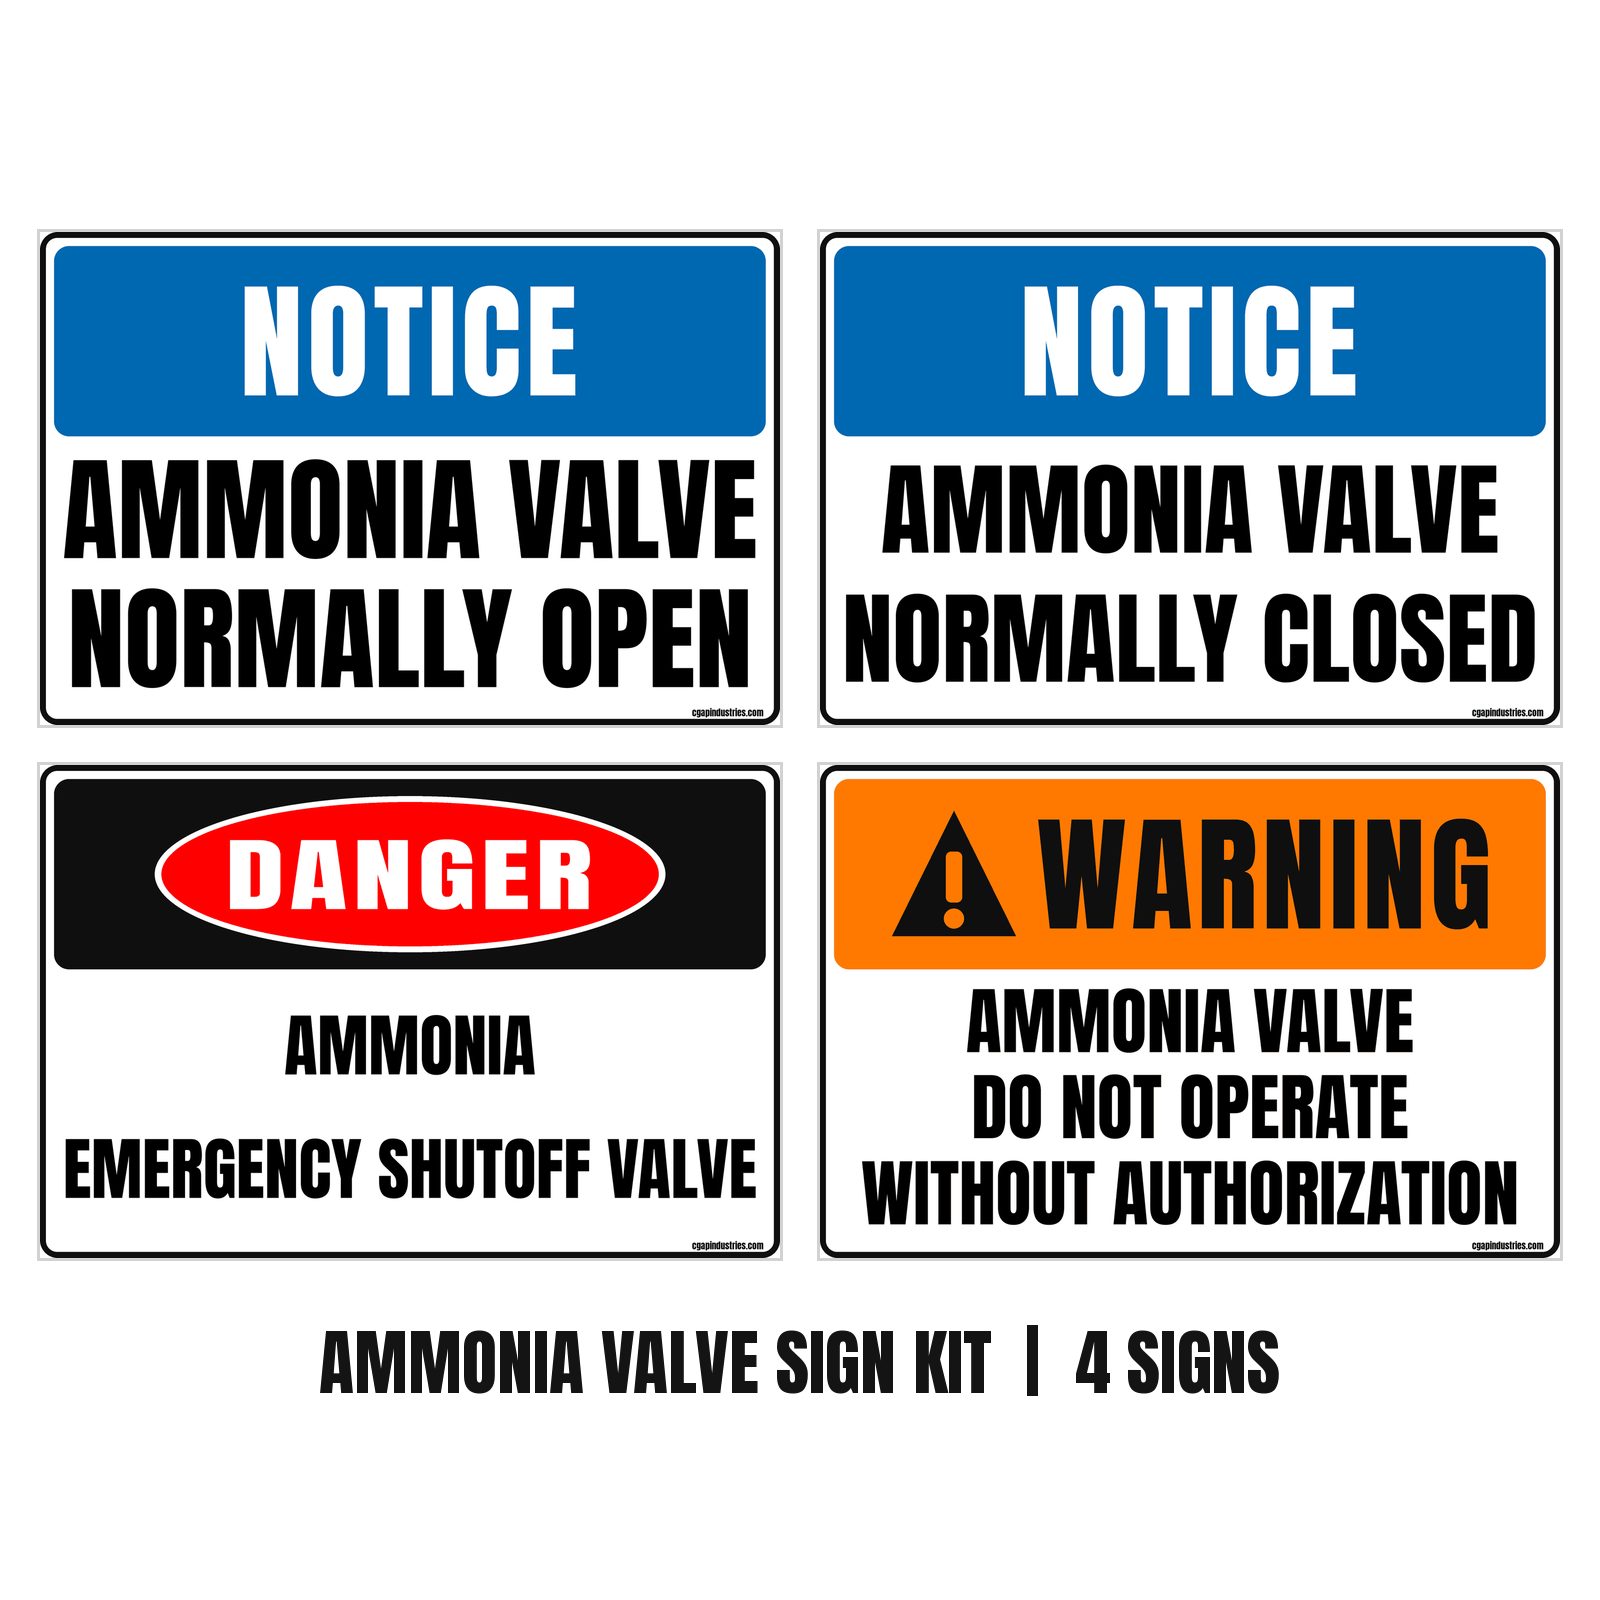 NOTICE
AMMONIA VALVE
NORMALLY OPEN
cgapindustries.com
NOTICE
AMMONIA VALVE
NORMALLY CLOSED
cgapindustries.com
DANGER
AMMONIA
EMERGENCY SHUTOFF VALVE
cgapindustries.com
WARNING
AMMONIA VALVE
DO NOT OPERATE
WITHOUT AUTHORIZATION
cgapindustries.com
AMMONIA VALVE SIGN KIT | 4 SIGNS